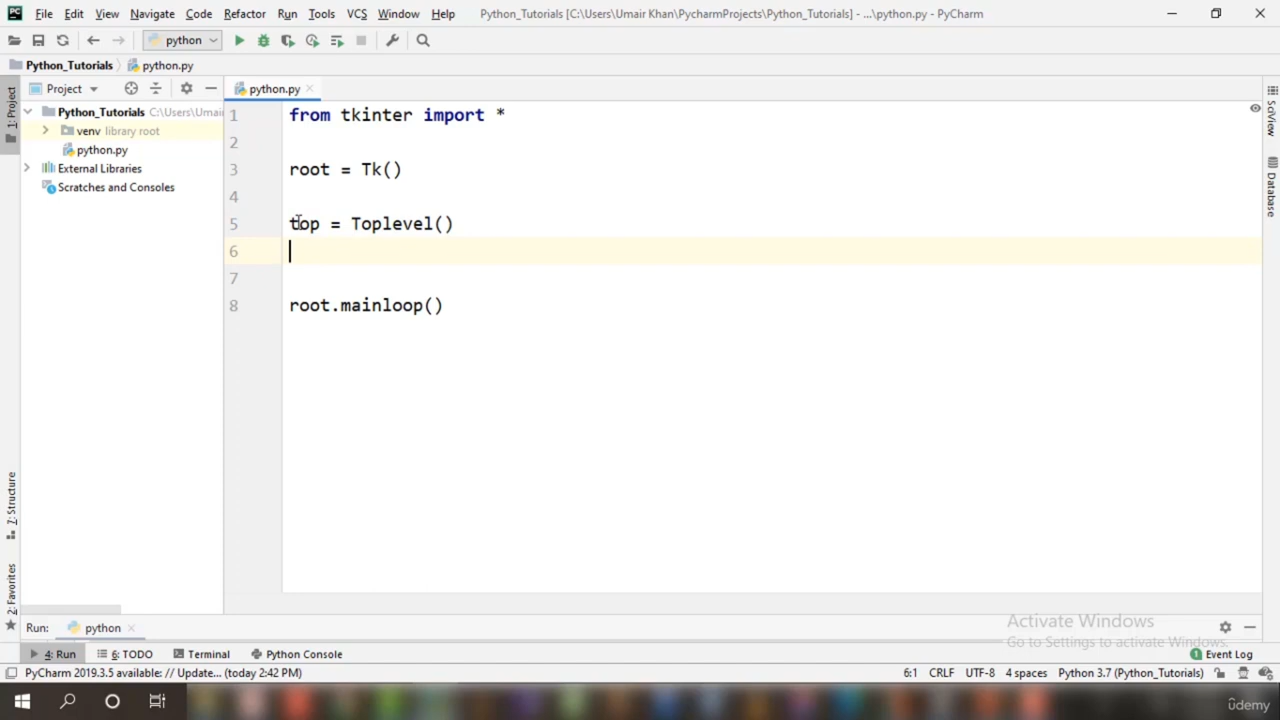 PC File Edit View Navigate Code Refactor Run Tools VCS Window Help Python_Tutorials [C:\Users\Umair Khan\PycharmProjects\Python_Tutorials] - ...\python.py - PyCharm
python
Python_Tutorials python.py
Project
python.py
1: Project
Python_Tutorials C:\Users\Umai
venv library root
python.py
External Libraries
Scratches and Consoles
1 from tkinter import *
2
3 root = Tk()
4
5 top = Toplevel()
6
7
8 root.mainloop()
SciView
Database
7: Structure
2: Favorites
Run: python
Activate Windows
Go to Settings to activate Windows.
4: Run 6: TODO Terminal Python Console 1 Event Log
PyCharm 2019.3.5 available: // Update... (today 2:42 PM) 6:1 CRLF UTF-8 4 spaces Python 3.7 (Python_Tutorials)
ûdemy